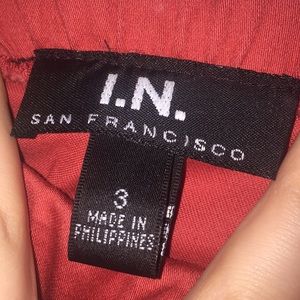 I.N.
SAN FRANCISCO
3
MADE IN
PHILIPPINES